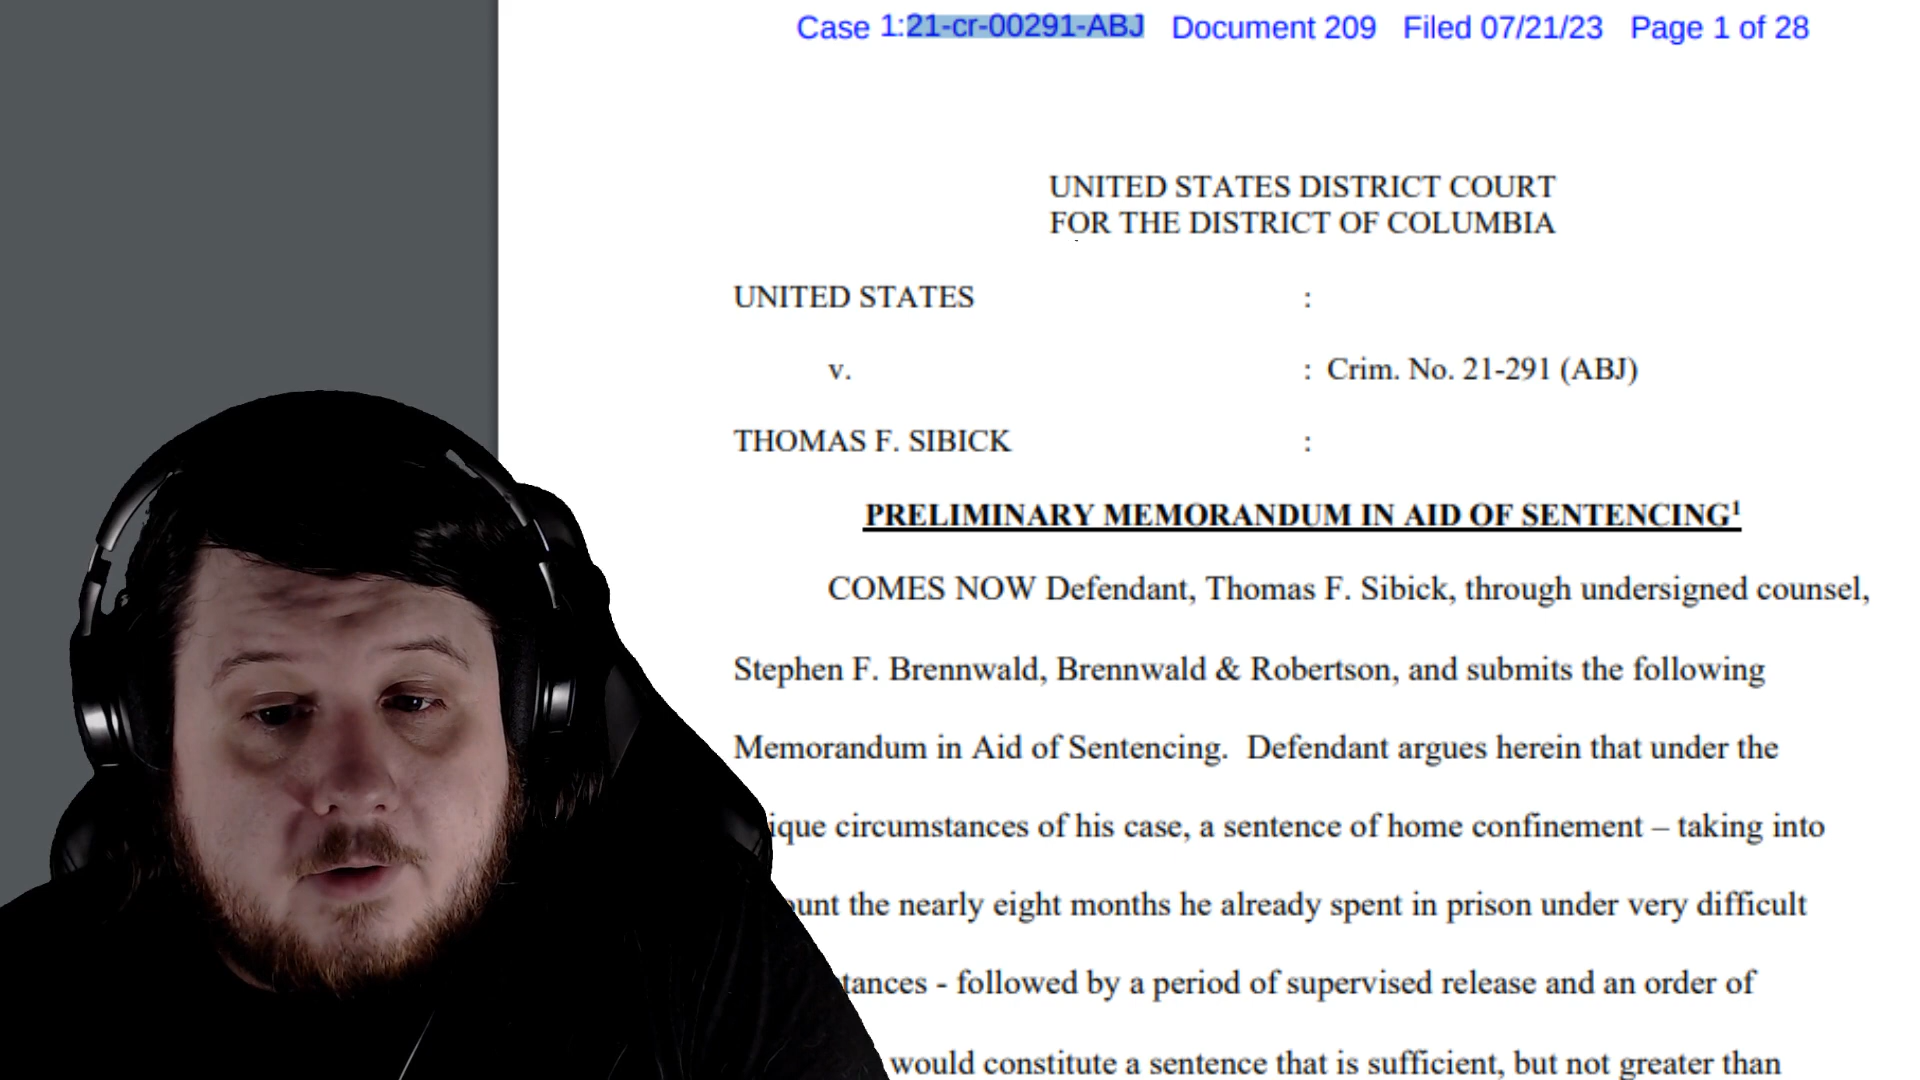 Case 1:21-cr-00291-ABJ Document 209 Filed 07/21/23 Page 1 of 28
UNITED STATES DISTRICT COURT
FOR THE DISTRICT OF COLUMBIA
UNITED STATES :
v. : Crim. No. 21-291 (ABJ)
THOMAS F. SIBICK :
PRELIMINARY MEMORANDUM IN AID OF SENTENCING¹
COMES NOW Defendant, Thomas F. Sibick, through undersigned counsel,
Stephen F. Brennwald, Brennwald & Robertson, and submits the following
Memorandum in Aid of Sentencing. Defendant argues herein that under the
circumstances of his case, a sentence of home confinement – taking into
the nearly eight months he already spent in prison under very difficult
- followed by a period of supervised release and an order of
would constitute a sentence that is sufficient, but not greater than